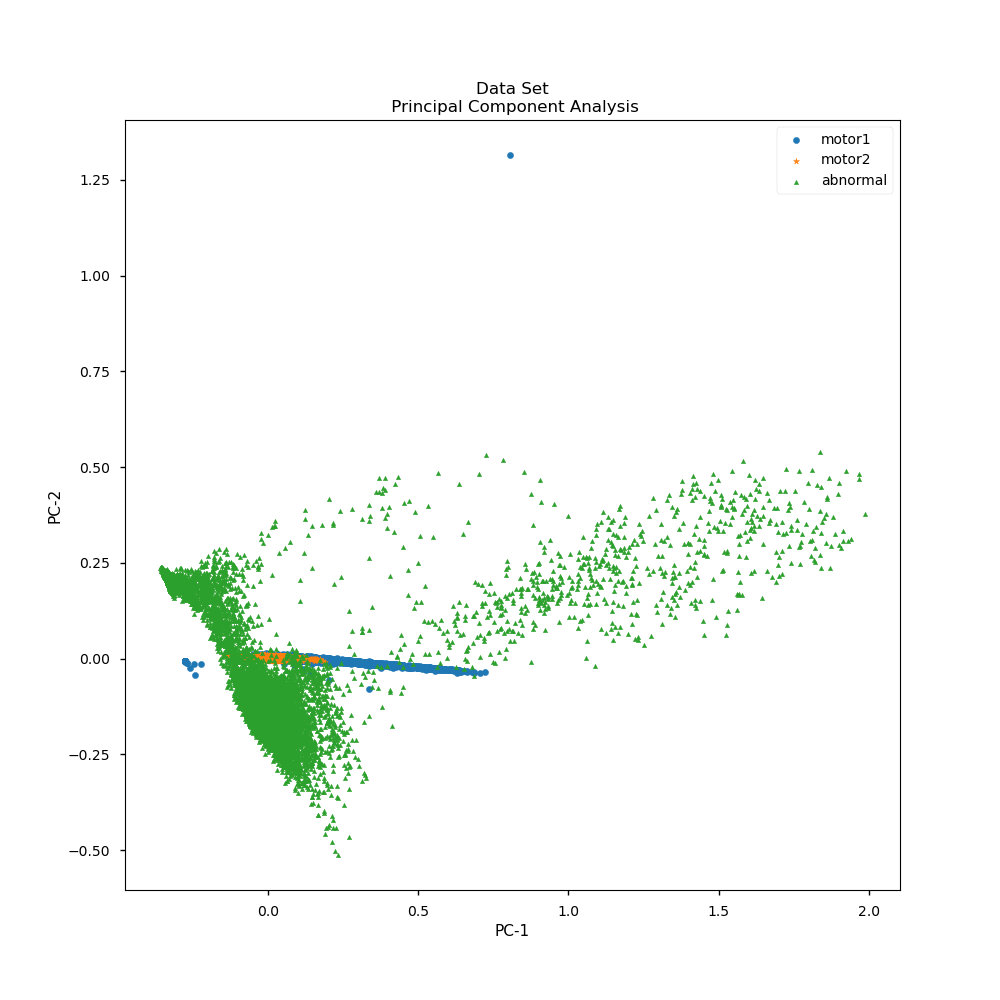 Data Set
Principal Component Analysis
motor1
motor2
abnormal
1.25
1.00
0.75
0.50
0.25
0.00
−0.25
−0.50
PC-2
0.0
0.5
1.0
1.5
2.0
PC-1